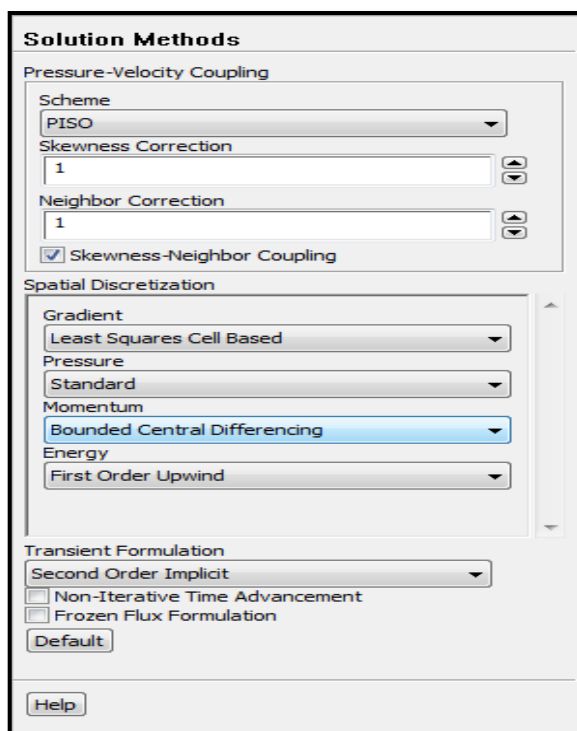 Solution Methods
Pressure-Velocity Coupling
Scheme
PISO
Skewness Correction
1
Neighbor Correction
1
Skewness-Neighbor Coupling
Spatial Discretization
Gradient
Least Squares Cell Based
Pressure
Standard
Momentum
Bounded Central Differencing
Energy
First Order Upwind
Transient Formulation
Second Order Implicit
Non-Iterative Time Advancement
Frozen Flux Formulation
Default
Help